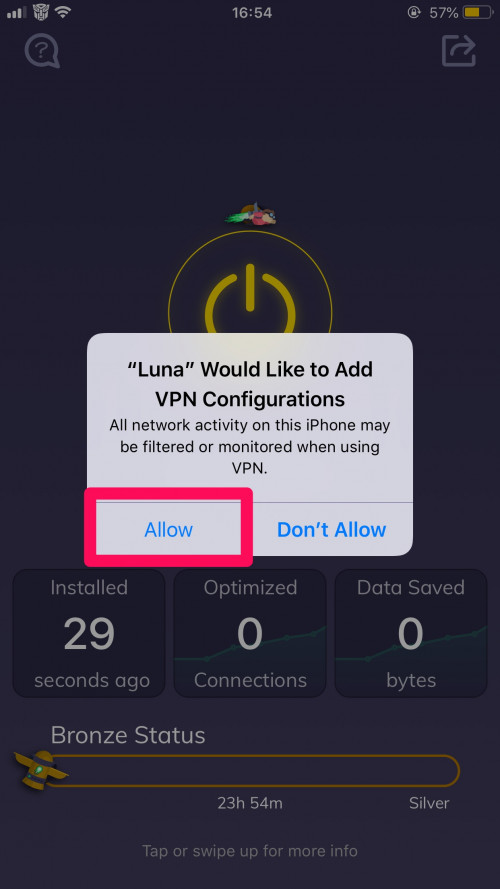 16:54
57%
?
“Luna” Would Like to Add
VPN Configurations
All network activity on this iPhone may
be filtered or monitored when using
VPN.
Allow
Don’t Allow
Installed
29
seconds ago
Optimized
0
Connections
Data Saved
0
bytes
Bronze Status
23h 54m
Silver
Tap or swipe up for more info